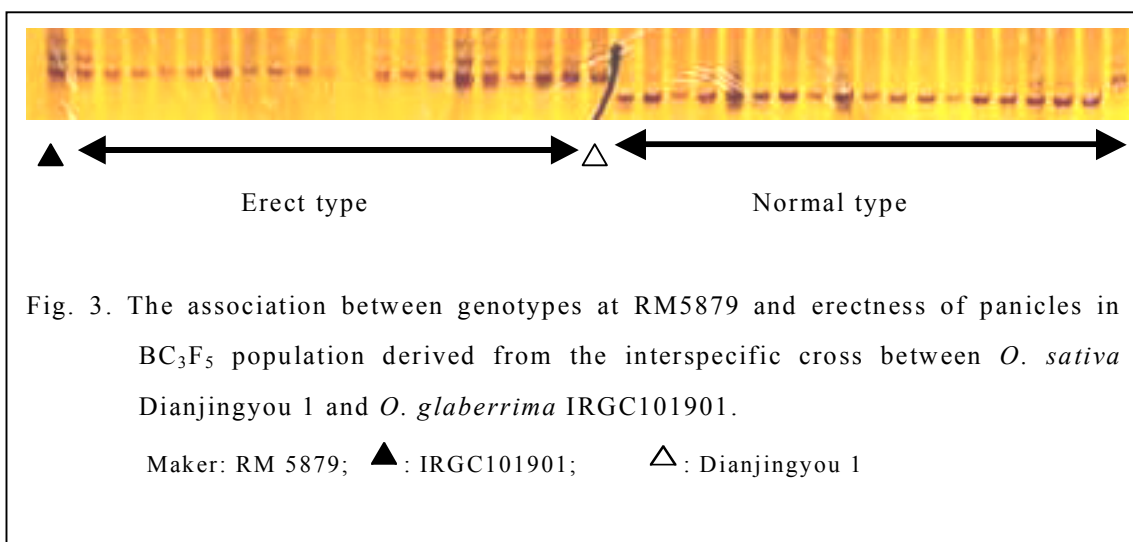 Erect type Normal type
Fig. 3. The association between genotypes at RM5879 and erectness of panicles in
BC₃F₅ population derived from the interspecific cross between O. sativa
Dianjingyou 1 and O. glaberrima IRGC101901.
Maker: RM 5879; ▲: IRGC101901; △: Dianjingyou 1